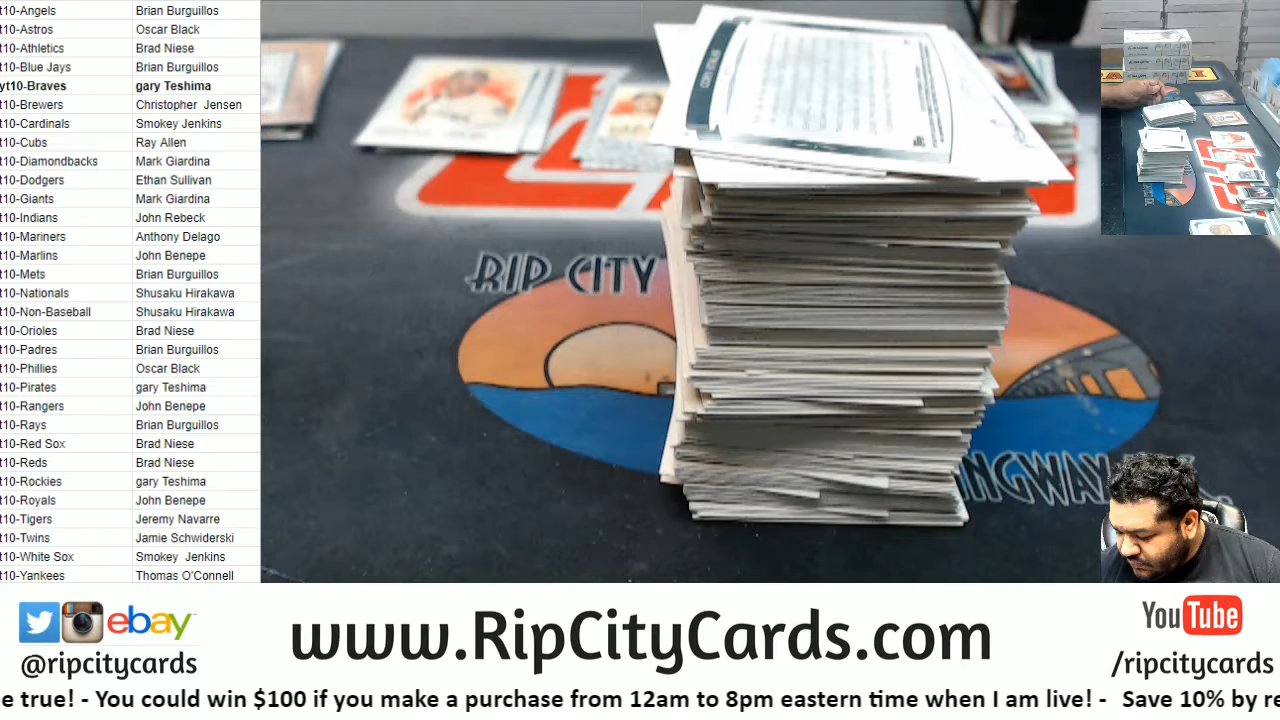 t10-Angels Brian Burguillos
t10-Astros Oscar Black
t10-Athletics Brad Niese
t10-Blue Jays Brian Burguillos
yt10-Braves gary Teshima
t10-Brewers Christopher Jensen
t10-Cardinals Smokey Jenkins
t10-Cubs Ray Allen
t10-Diamondbacks Mark Giardina
t10-Dodgers Ethan Sullivan
t10-Giants Mark Giardina
t10-Indians John Rebeck
t10-Mariners Anthony Delago
t10-Marlins John Benepe
t10-Mets Brian Burguillos
t10-Nationals Shusaku Hirakawa
t10-Non-Baseball Shusaku Hirakawa
t10-Orioles Brad Niese
t10-Padres Brian Burguillos
t10-Phillies Oscar Black
t10-Pirates gary Teshima
t10-Rangers John Benepe
t10-Rays Brian Burguillos
t10-Red Sox Brad Niese
t10-Reds Brad Niese
t10-Rockies gary Teshima
t10-Royals John Benepe
t10-Tigers Jeremy Navarre
t10-Twins Jamie Schwiderski
t10-White Sox Smokey Jenkins
t10-Yankees Thomas O'Connell
RIP CITY
INGWAY
ebay
@ripcitycards
www.RipCityCards.com
YouTube
/ripcitycards
e true! - You could win $100 if you make a purchase from 12am to 8pm eastern time when I am live! - Save 10% by re